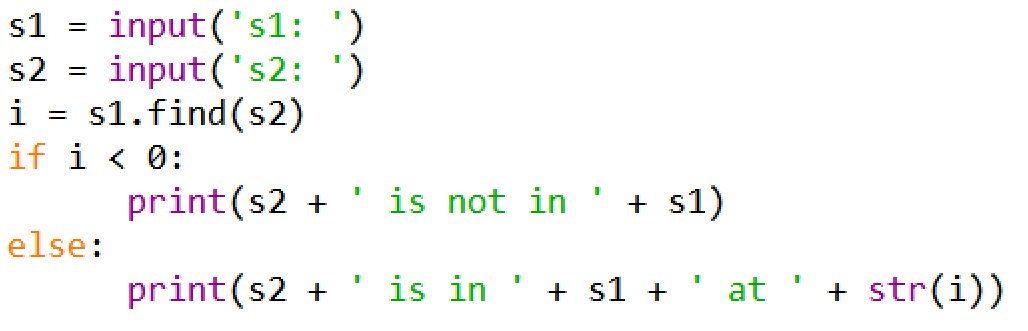 s1 = input('s1: ')
s2 = input('s2: ')
i = s1.find(s2)
if i < 0:
      print(s2 + ' is not in ' + s1)
else:
      print(s2 + ' is in ' + s1 + ' at ' + str(i))